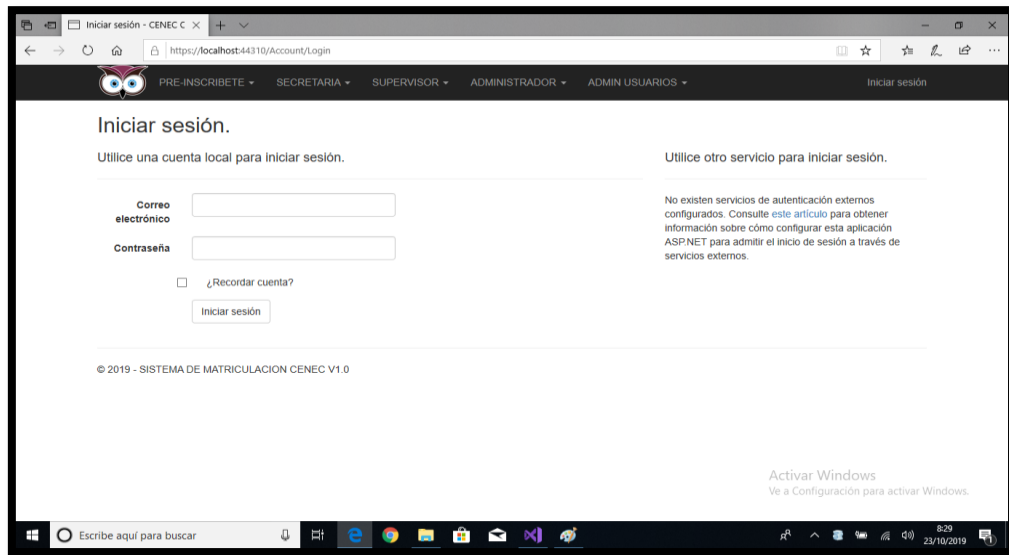 Iniciar sesión - CENEC C
https://localhost:44310/Account/Login
PRE-INSCRIBETE SECRETARIA SUPERVISOR ADMINISTRADOR ADMIN USUARIOS Iniciar sesión
Iniciar sesión.
Utilice una cuenta local para iniciar sesión.
Correo
electrónico
Contraseña
¿Recordar cuenta?
Iniciar sesión
Utilice otro servicio para iniciar sesión.
No existen servicios de autenticación externos
configurados. Consulte este artículo para obtener
información sobre cómo configurar esta aplicación
ASP.NET para admitir el inicio de sesión a través de
servicios externos.
© 2019 - SISTEMA DE MATRICULACION CENEC V1.0
Activar Windows
Ve a Configuración para activar Windows.
Escribe aquí para buscar
8:29
23/10/2019